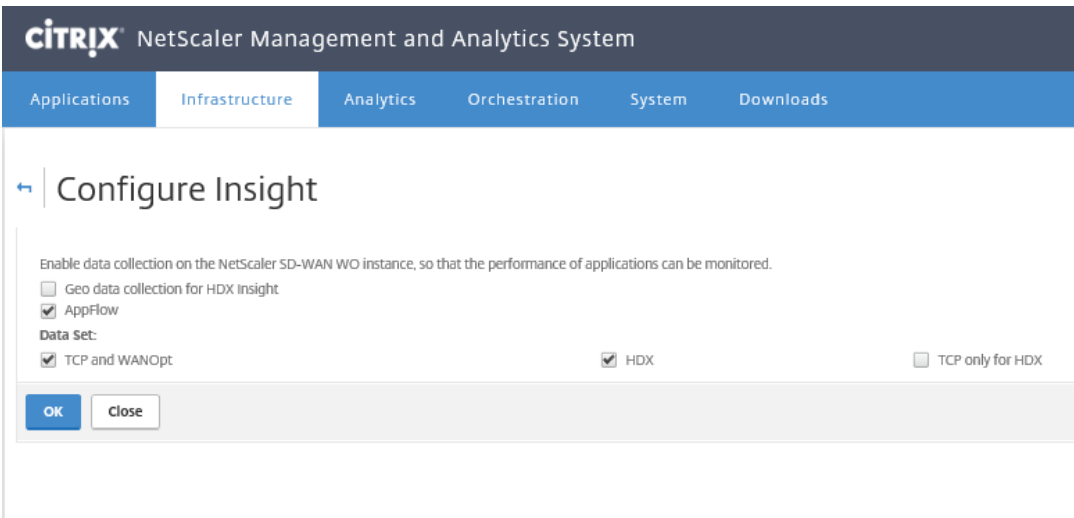 CİTRIX® NetScaler Management and Analytics System
Applications Infrastructure Analytics Orchestration System Downloads
Configure Insight
Enable data collection on the NetScaler SD-WAN WO instance, so that the performance of applications can be monitored.
Geo data collection for HDX Insight
AppFlow
Data Set:
TCP and WANOpt HDX TCP only for HDX
OK Close